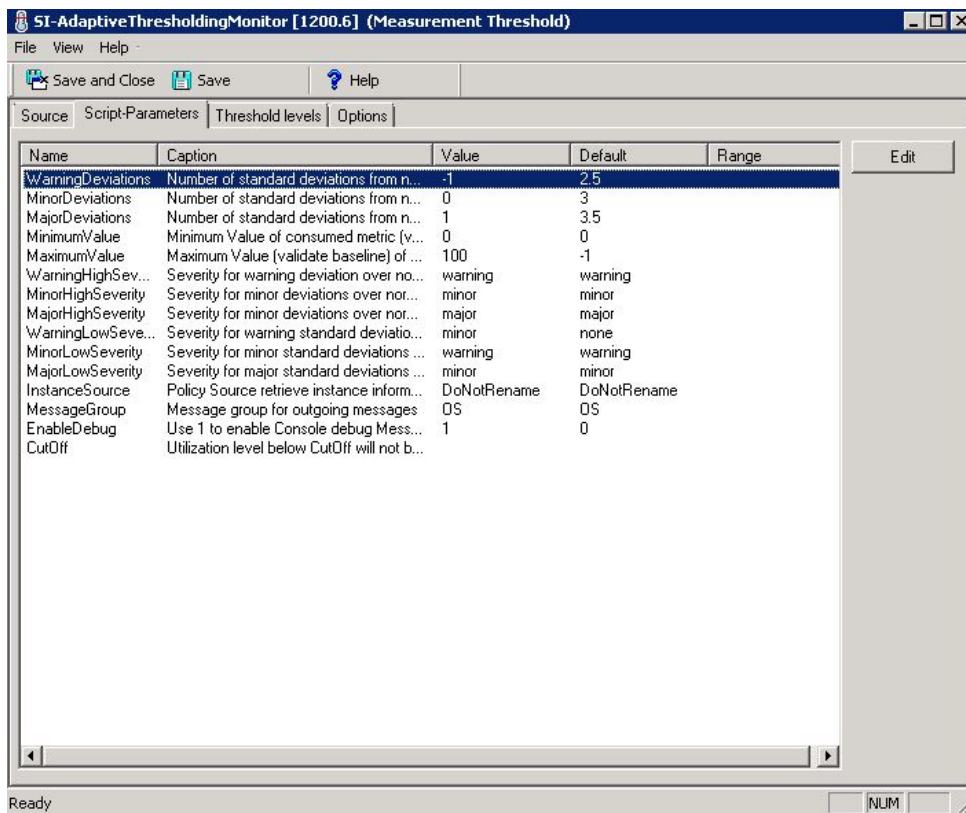 SI-AdaptiveThresholdingMonitor [1200.6] (Measurement Threshold)
File View Help
Save and Close Save Help
Source Script-Parameters Threshold levels Options
Name Caption Value Default Range Edit
WarningDeviations Number of standard deviations from n... -1 2.5
MinorDeviations Number of standard deviations from n... 0 3
MajorDeviations Number of standard deviations from n... 1 3.5
MinimumValue Minimum Value of consumed metric (v... 0 0
MaximumValue Maximum Value (validate baseline) of ... 100 -1
WarningHighSev... Severity for warning deviation over no... warning warning
MinorHighSeverity Severity for minor deviations over nor... minor minor
MajorHighSeverity Severity for minor deviations over nor... major major
WarningLowSeve... Severity for warning standard deviatio... minor none
MinorLowSeverity Severity for minor standard deviations ... warning warning
MajorLowSeverity Severity for major standard deviations ... minor minor
InstanceSource Policy Source retrieve instance inform... DoNotRename DoNotRename
MessageGroup Message group for outgoing messages OS OS
EnableDebug Use 1 to enable Console debug Mess... 1 0
CutOff Utilization level below CutOff will not b...
Ready NUM